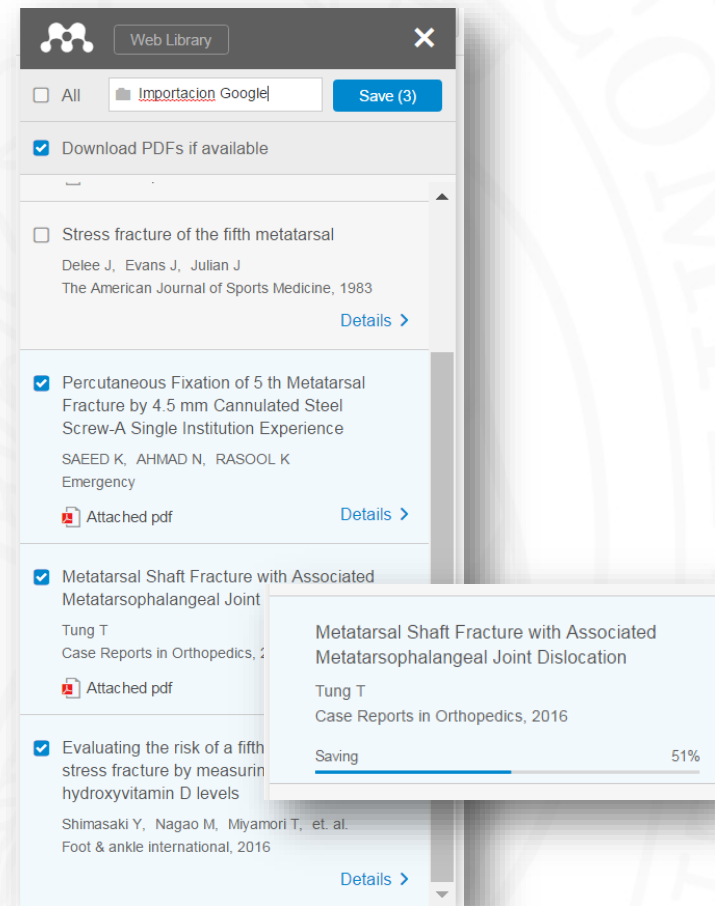 Web Library
All
Importacion Google
Save (3)
Download PDFs if available
Stress fracture of the fifth metatarsal
Delee J, Evans J, Julian J
The American Journal of Sports Medicine, 1983
Details
Percutaneous Fixation of 5 th Metatarsal
Fracture by 4.5 mm Cannulated Steel
Screw-A Single Institution Experience
SAEED K, AHMAD N, RASOOL K
Emergency
Attached pdf
Details
Metatarsal Shaft Fracture with Associated
Metatarsophalangeal Joint
Tung T
Case Reports in Orthopedics,
Attached pdf
Evaluating the risk of a fifth
stress fracture by measurin
hydroxyvitamin D levels
Shimasaki Y, Nagao M, Miyamori T, et. al.
Foot & ankle international, 2016
Details
Metatarsal Shaft Fracture with Associated
Metatarsophalangeal Joint Dislocation
Tung T
Case Reports in Orthopedics, 2016
Saving
51%